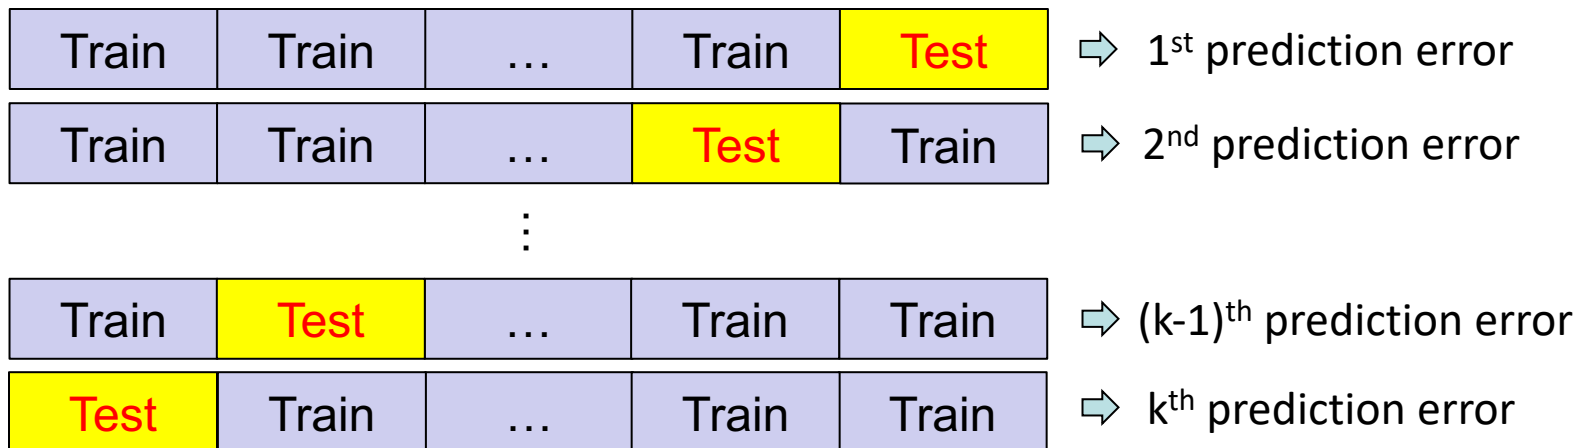 Train Train … Train Test 1st prediction error
Train Train … Test Train 2nd prediction error
⋮
Train Test … Train Train (k-1)th prediction error
Test Train … Train Train kth prediction error